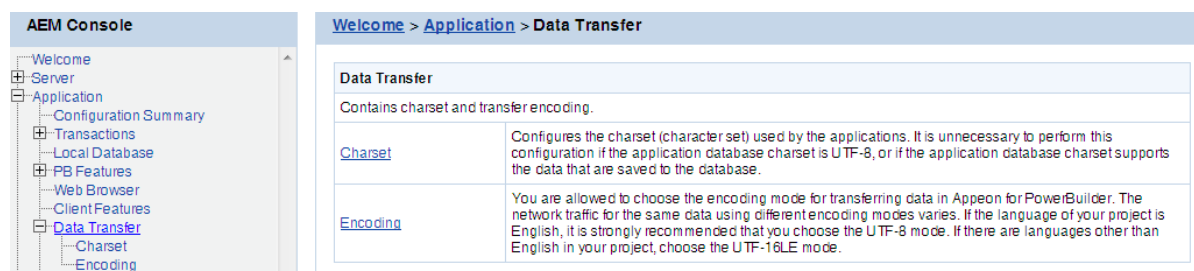 AEM Console
Welcome
Server
Application
Configuration Summary
Transactions
Local Database
PB Features
Web Browser
Client Features
Data Transfer
Charset
Encoding
Welcome > Application > Data Transfer
Data Transfer
Contains charset and transfer encoding.
Charset
Configures the charset (character set) used by the applications. It is unnecessary to perform this
configuration if the application database charset is UTF-8, or if the application database charset supports
the data that are saved to the database.
Encoding
You are allowed to choose the encoding mode for transferring data in Appeon for PowerBuilder. The
network traffic for the same data using different encoding modes varies. If the language of your project is
English, it is strongly recommended that you choose the UTF-8 mode. If there are languages other than
English in your project, choose the UTF-16LE mode.